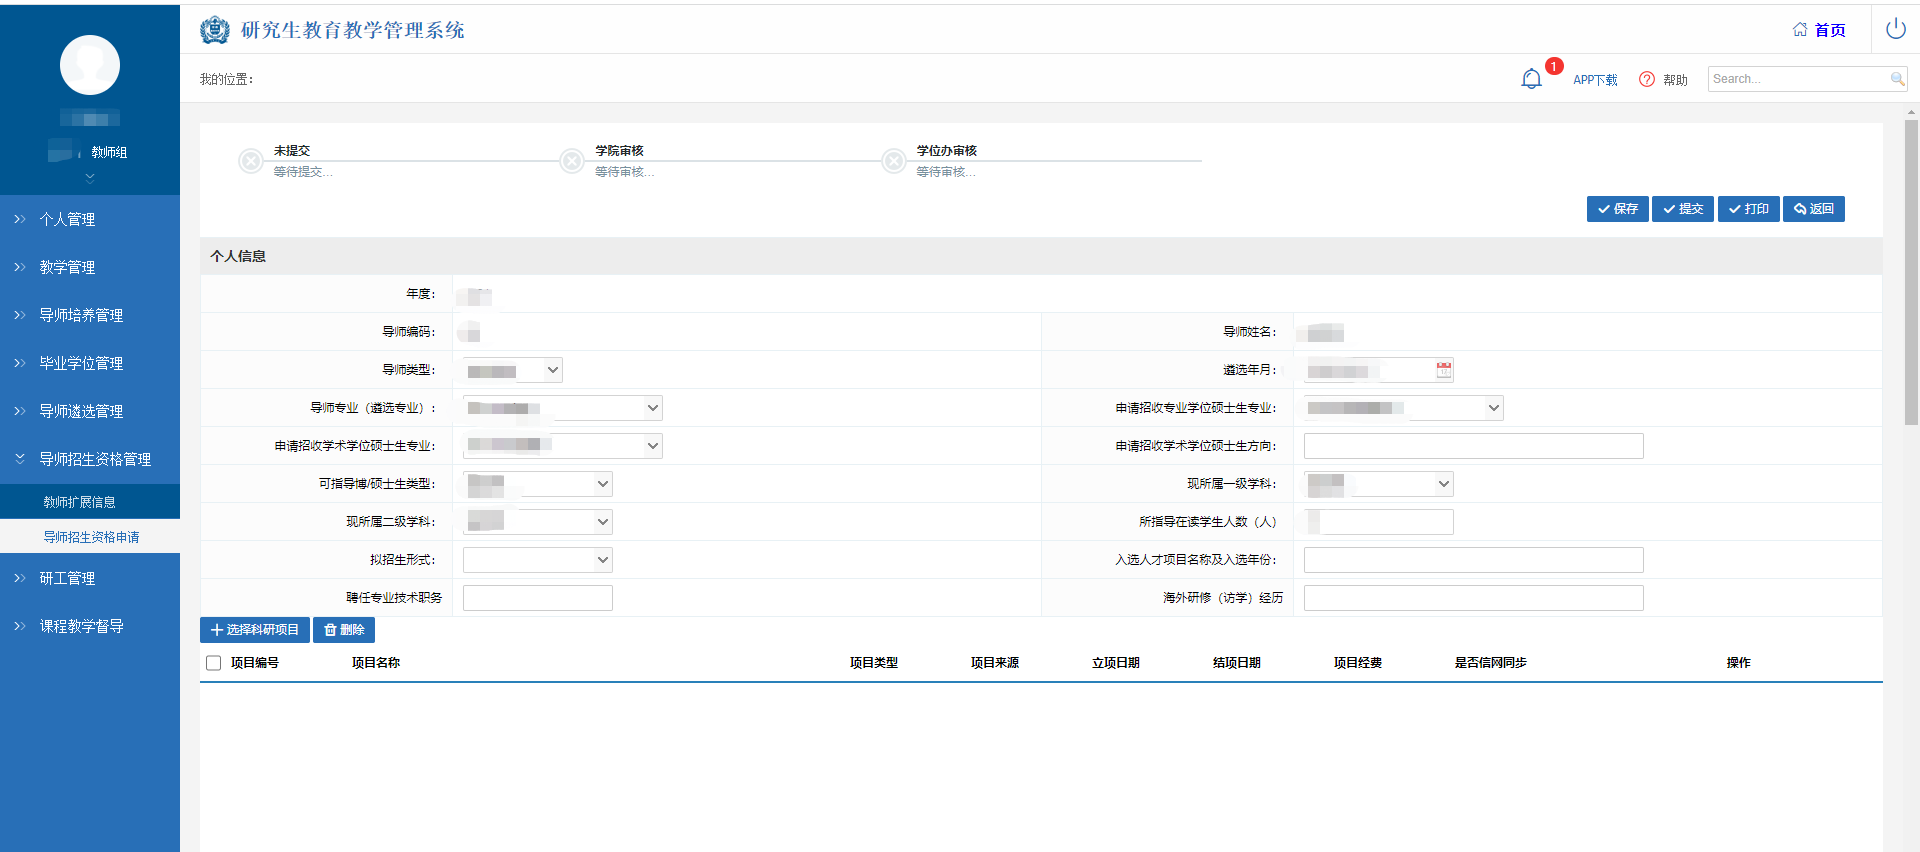 研究生教育教学管理系统
首页
我的位置：
1
APP下载
帮助
Search...
教师组
个人管理
教学管理
导师培养管理
毕业学位管理
导师遴选管理
导师招生资格管理
教师扩展信息
导师招生资格申请
研工管理
课程教学督导
未提交
等待提交...
学院审核
等待审核...
学位办审核
等待审核...
保存
提交
打印
返回
个人信息
年度：
导师编码：
导师姓名：
导师类型：
遴选年月：
导师专业（遴选专业）：
申请招收专业学位硕士生专业：
申请招收学术学位硕士生专业：
申请招收学术学位硕士生方向：
可指导博/硕士生类型：
现所属一级学科：
现所属二级学科：
所指导在读学生人数（人）
拟招生形式：
入选人才项目名称及入选年份：
聘任专业技术职务
海外研修（访学）经历
选择科研项目
删除
项目编号
项目名称
项目类型
项目来源
立项日期
结项日期
项目经费
是否信网同步
操作